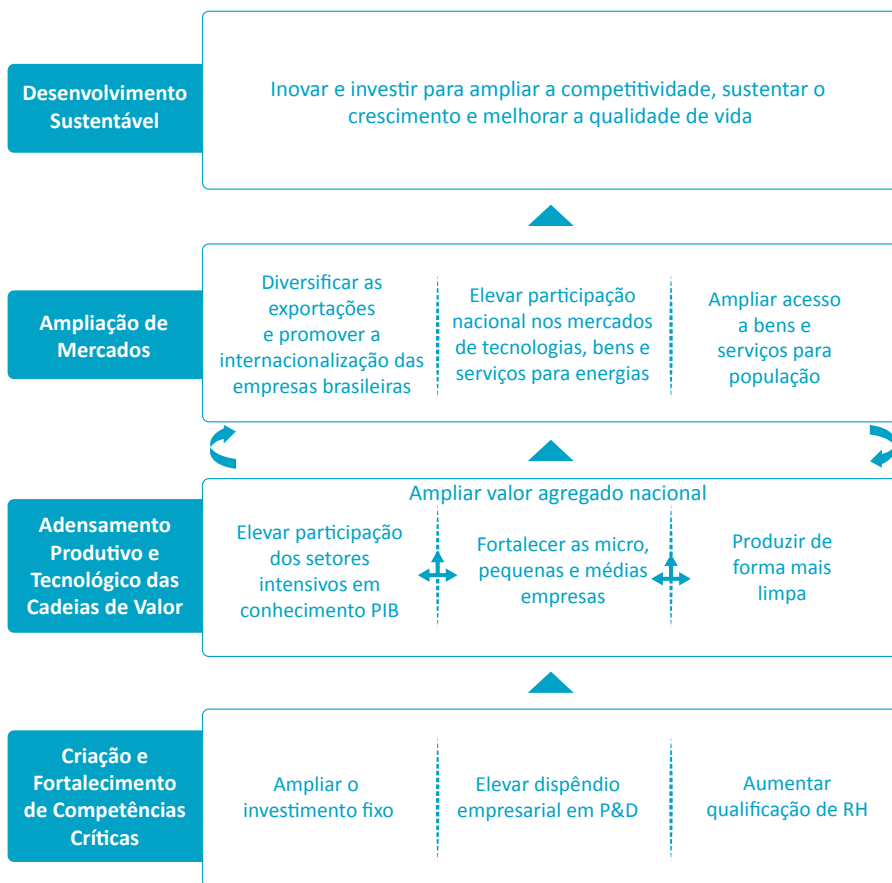 Desenvolvimento
Sustentável
Inovar e investir para ampliar a competitividade, sustentar o
crescimento e melhorar a qualidade de vida
Ampliação de
Mercados
Diversificar as
exportações
e promover a
internacionalização das
empresas brasileiras
Elevar participação
nacional nos mercados
de tecnologias, bens e
serviços para energias
Ampliar acesso
a bens e
serviços para
população
Adensamento
Produtivo e
Tecnológico das
Cadeias de Valor
Ampliar valor agregado nacional
Elevar participação
dos setores
intensivos em
conhecimento PIB
Fortalecer as micro,
pequenas e médias
empresas
Produzir de
forma mais
limpa
Criação e
Fortalecimento
de Competências
Críticas
Ampliar o
investimento fixo
Elevar dispêndio
empresarial em P&D
Aumentar
qualificação de RH